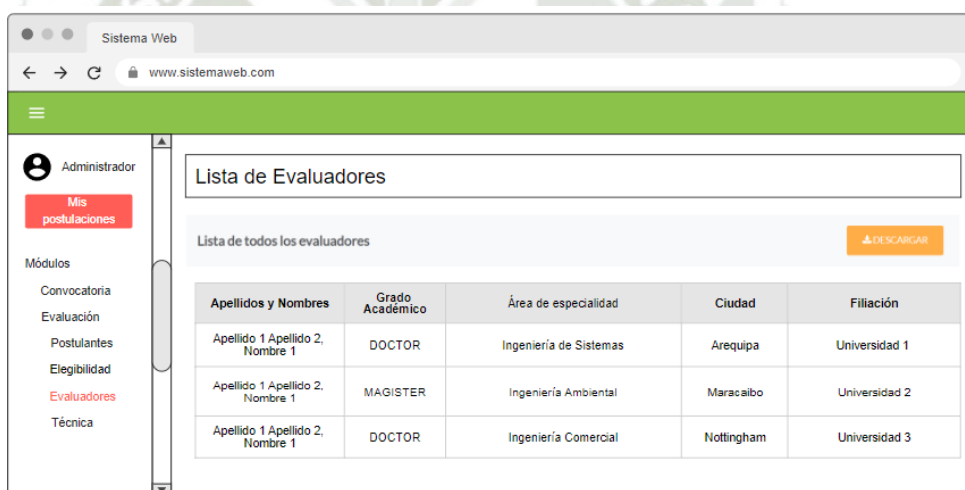 Sistema Web
www.sistemaweb.com
Administrador
Mis
postulaciones
Módulos
Convocatoria
Evaluación
Postulantes
Elegibilidad
Evaluadores
Técnica
Lista de Evaluadores
Lista de todos los evaluadores
DESCARGAR
Apellidos y Nombres Grado Académico Área de especialidad Ciudad Filiación
Apellido 1 Apellido 2, Nombre 1 DOCTOR Ingeniería de Sistemas Arequipa Universidad 1
Apellido 1 Apellido 2, Nombre 1 MAGISTER Ingeniería Ambiental Maracaibo Universidad 2
Apellido 1 Apellido 2, Nombre 1 DOCTOR Ingeniería Comercial Nottingham Universidad 3